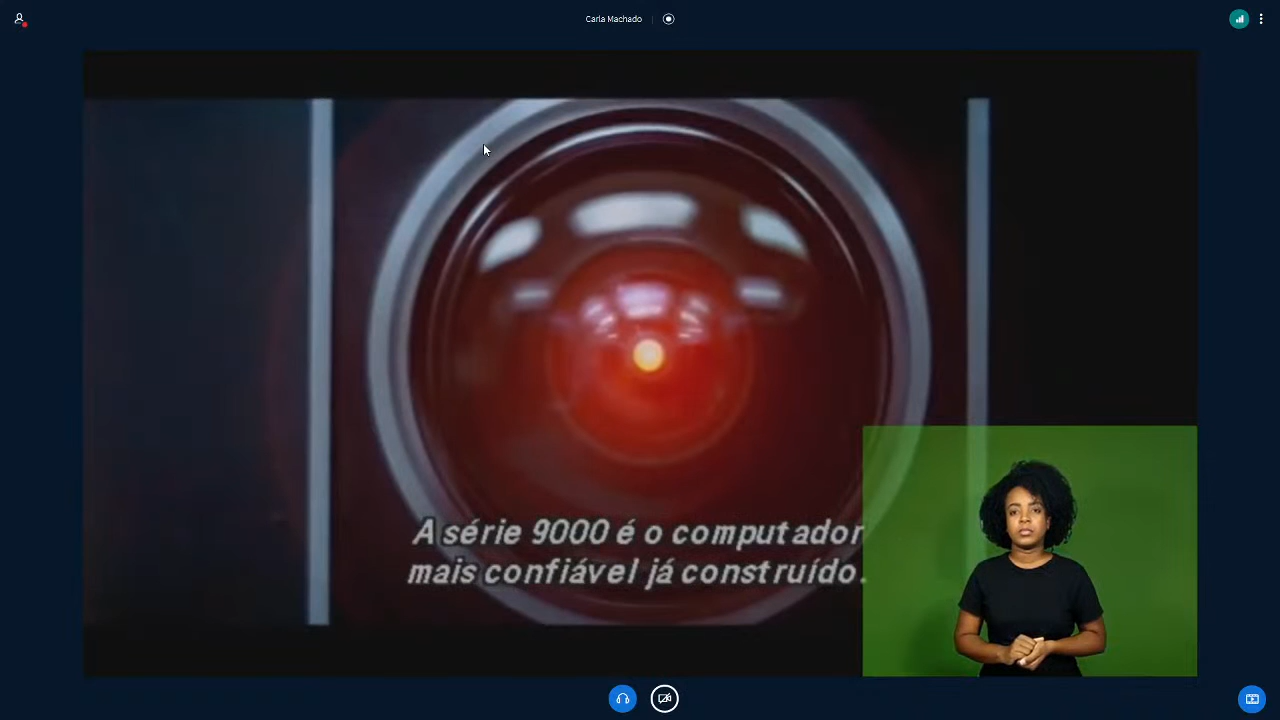 Carla Machado
A série 9000 é o computador
mais confiável já construído.